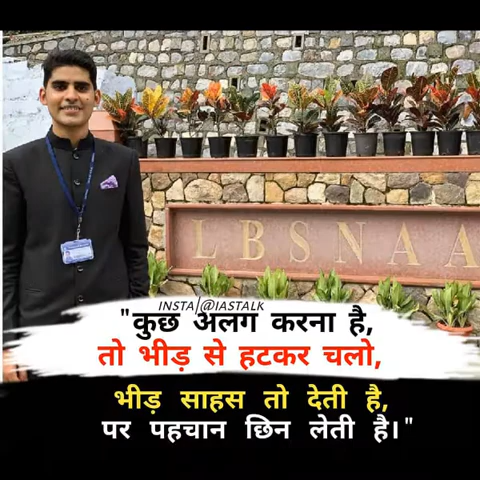 LBSNAA
INSTA|@IASTALK
"कुछ अलग करना है,
तो भीड़ से हटकर चलो,
भीड़ साहस तो देती है,
पर पहचान छिन लेती है।"